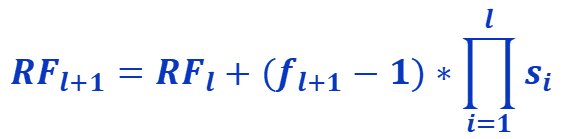 RF_{l+1} = RF_l + (f_{l+1} − 1) * ∏_{i=1}^{l} s_i